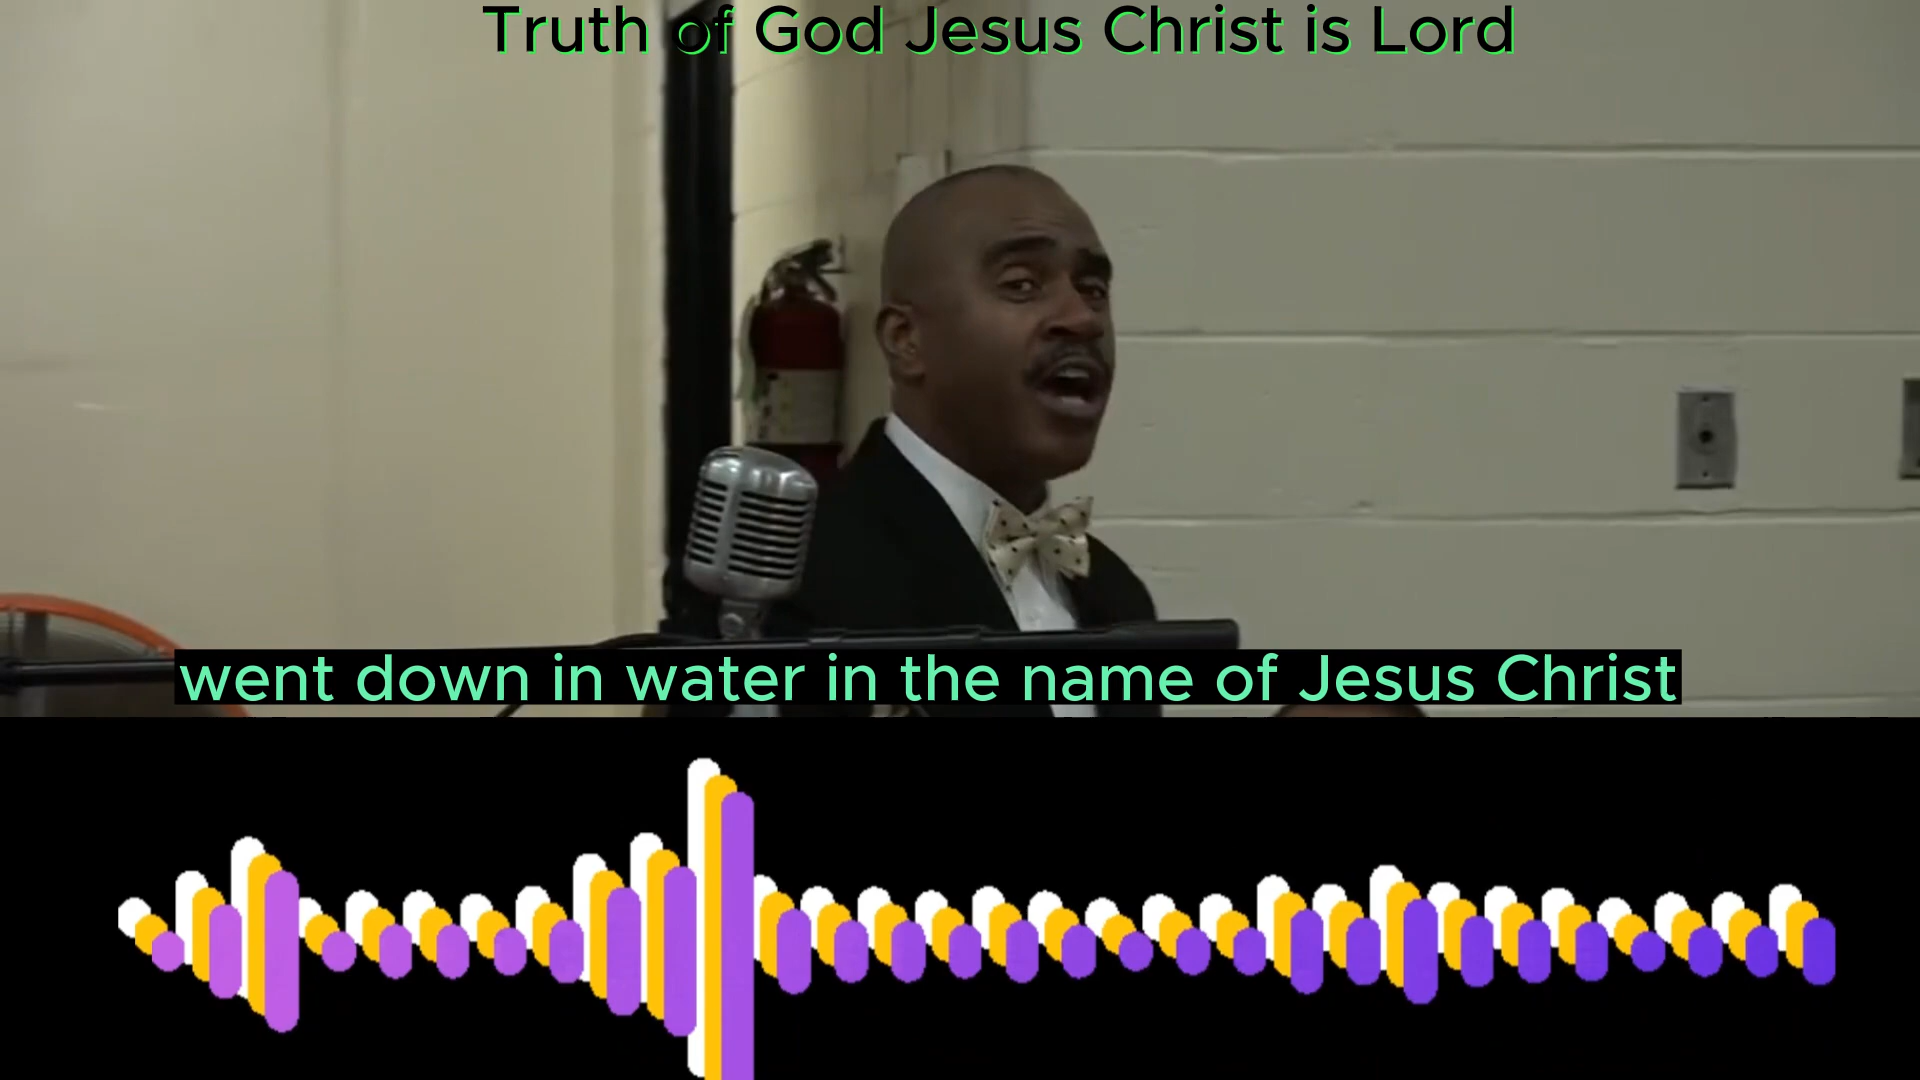 Truth of God Jesus Christ is Lord
went down in water in the name of Jesus Christ